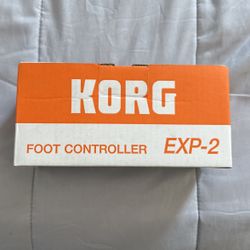 KORG
FOOT CONTROLLER EXP-2